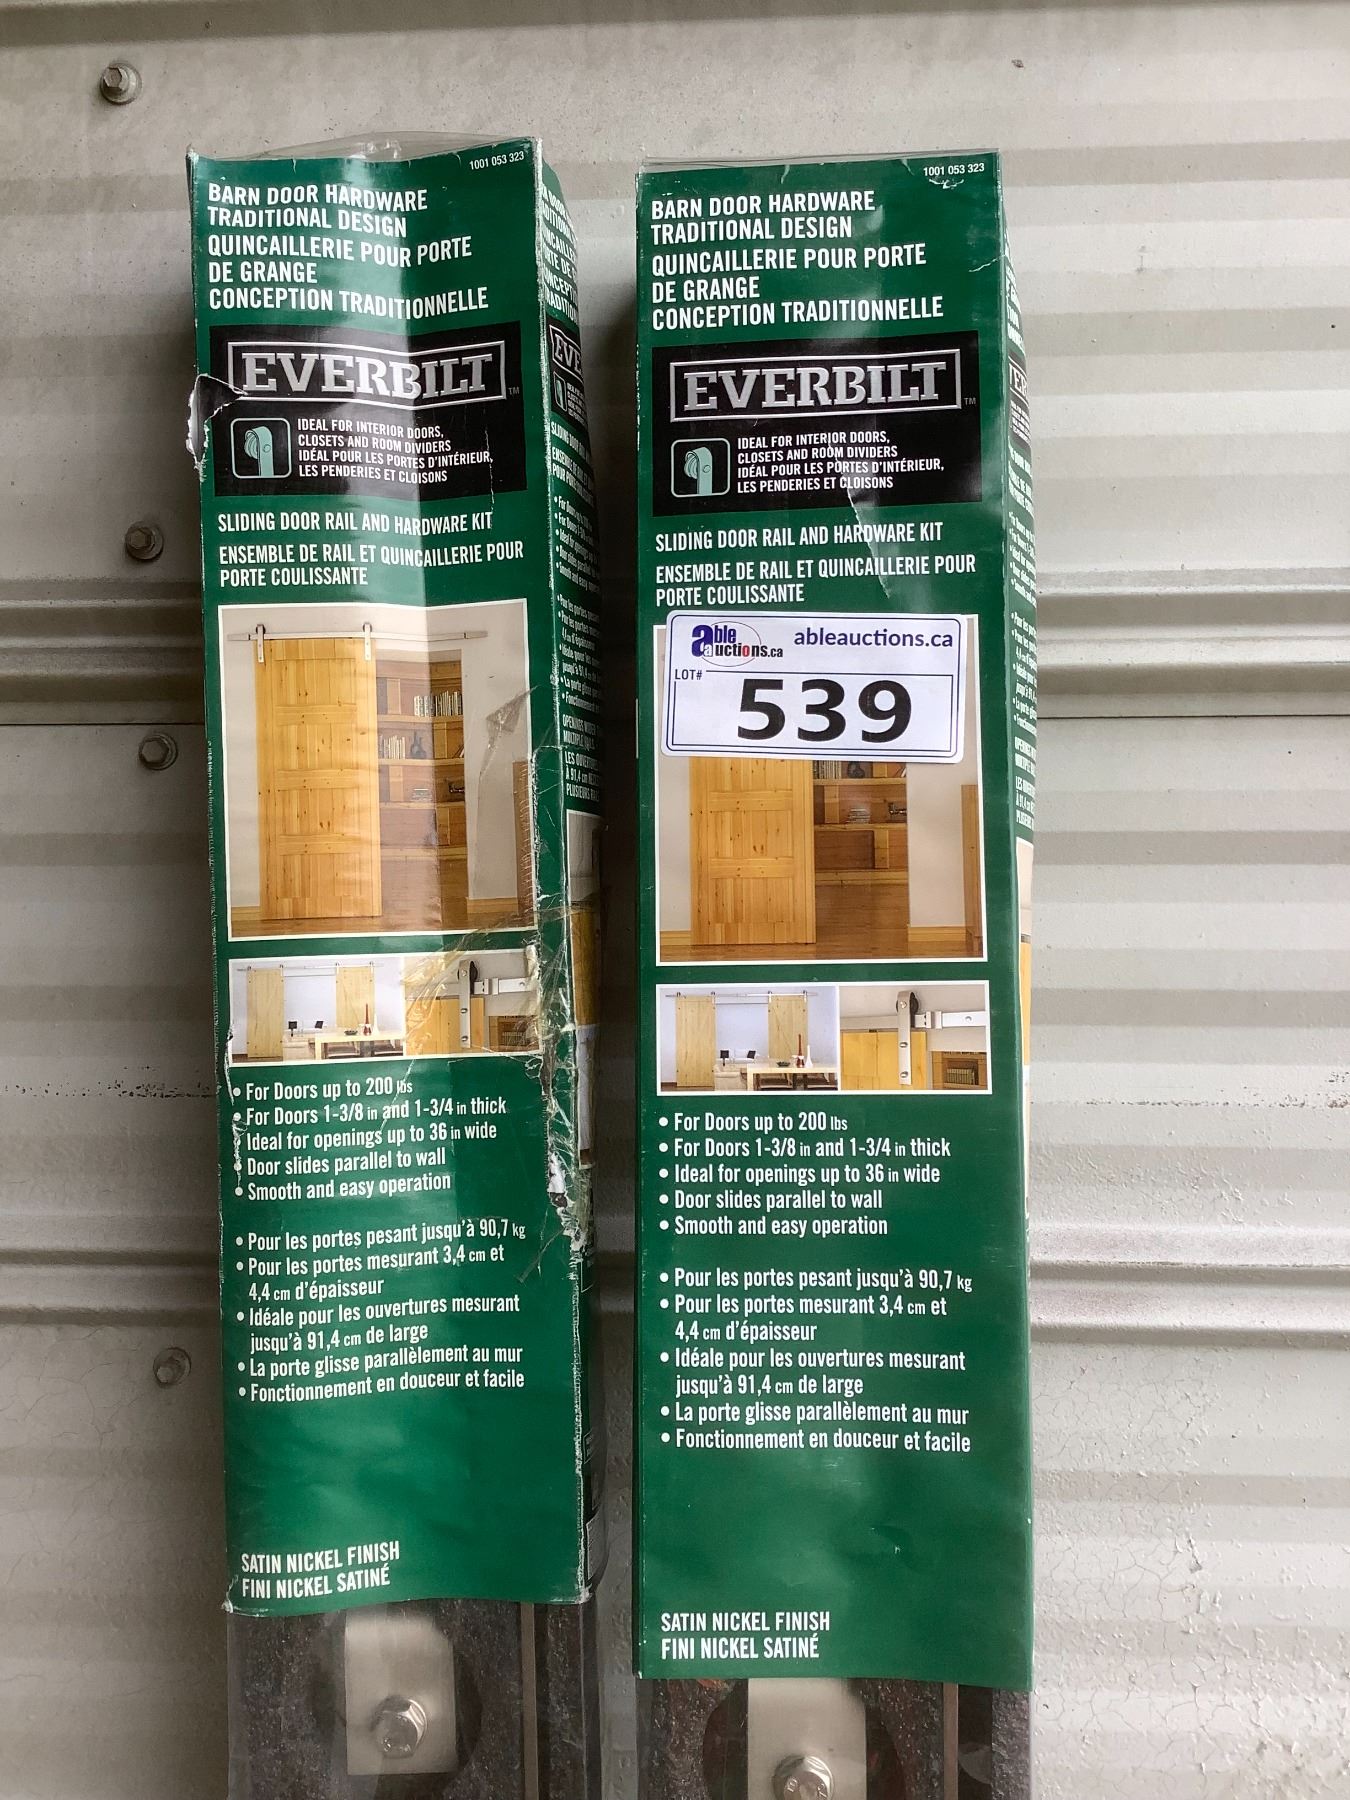 1001 053 323
BARN DOOR HARDWARE
TRADITIONAL DESIGN
QUINCAILLERIE POUR PORTE
DE GRANGE
CONCEPTION TRADITIONNELLE
EVERBILT™
IDEAL FOR INTERIOR DOORS,
CLOSETS AND ROOM DIVIDERS
IDÉAL POUR LES PORTES D'INTÉRIEUR,
LES PENDERIES ET CLOISONS
SLIDING DOOR RAIL AND HARDWARE KIT
ENSEMBLE DE RAIL ET QUINCAILLERIE POUR
PORTE COULISSANTE
• For Doors up to 200 lbs
• For Doors 1-3/8 in and 1-3/4 in thick
Ideal for openings up to 36 in wide
• Door slides parallel to wall
• Smooth and easy operation
• Pour les portes pesant jusqu'à 90,7 kg
• Pour les portes mesurant 3,4 cm et
4,4 cm d'épaisseur
• Idéale pour les ouvertures mesurant
jusqu'à 91,4 cm de large
• La porte glisse parallèlement au mur
• Fonctionnement en douceur et facile
SATIN NICKEL FINISH
FINI NICKEL SATINÉ
1001 053 323
BARN DOOR HARDWARE
TRADITIONAL DESIGN
QUINCAILLERIE POUR PORTE
DE GRANGE
CONCEPTION TRADITIONNELLE
EVERBILT™
IDEAL FOR INTERIOR DOORS,
CLOSETS AND ROOM DIVIDERS
IDÉAL POUR LES PORTES D'INTÉRIEUR,
LES PENDERIES ET CLOISONS
SLIDING DOOR RAIL AND HARDWARE KIT
ENSEMBLE DE RAIL ET QUINCAILLERIE POUR
PORTE COULISSANTE
able auctions.ca ableauctions.ca
LOT#
539
• For Doors up to 200 lbs
• For Doors 1-3/8 in and 1-3/4 in thick
• Ideal for openings up to 36 in wide
• Door slides parallel to wall
• Smooth and easy operation
• Pour les portes pesant jusqu'à 90,7 kg
• Pour les portes mesurant 3,4 cm et
4,4 cm d'épaisseur
• Idéale pour les ouvertures mesurant
jusqu'à 91,4 cm de large
• La porte glisse parallèlement au mur
• Fonctionnement en douceur et facile
SATIN NICKEL FINISH
FINI NICKEL SATINÉ